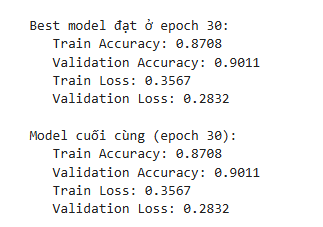 Best model đạt ở epoch 30:
Train Accuracy: 0.8708
Validation Accuracy: 0.9011
Train Loss: 0.3567
Validation Loss: 0.2832
Model cuối cùng (epoch 30):
Train Accuracy: 0.8708
Validation Accuracy: 0.9011
Train Loss: 0.3567
Validation Loss: 0.2832